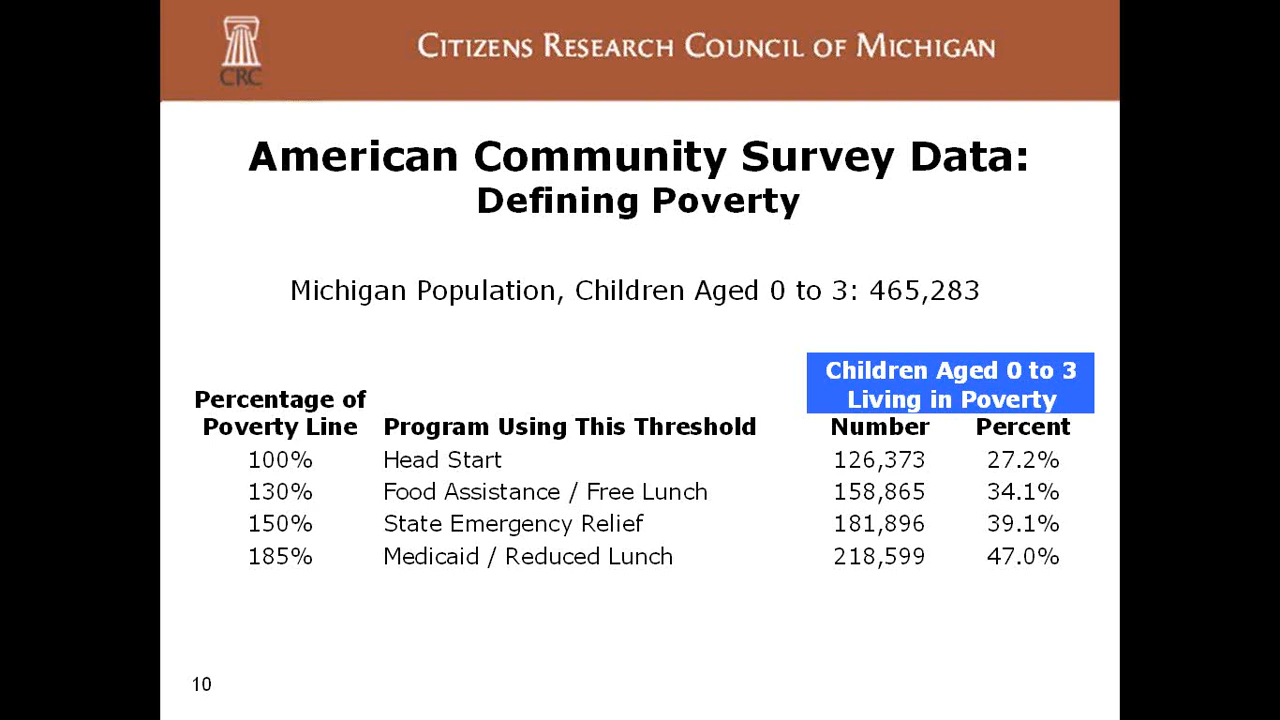 CRC
CITIZENS RESEARCH COUNCIL OF MICHIGAN
American Community Survey Data:
Defining Poverty
Michigan Population, Children Aged 0 to 3: 465,283
Children Aged 0 to 3
Living in Poverty
Percentage of
Poverty Line Program Using This Threshold Number Percent
100% Head Start 126,373 27.2%
130% Food Assistance / Free Lunch 158,865 34.1%
150% State Emergency Relief 181,896 39.1%
185% Medicaid / Reduced Lunch 218,599 47.0%
10